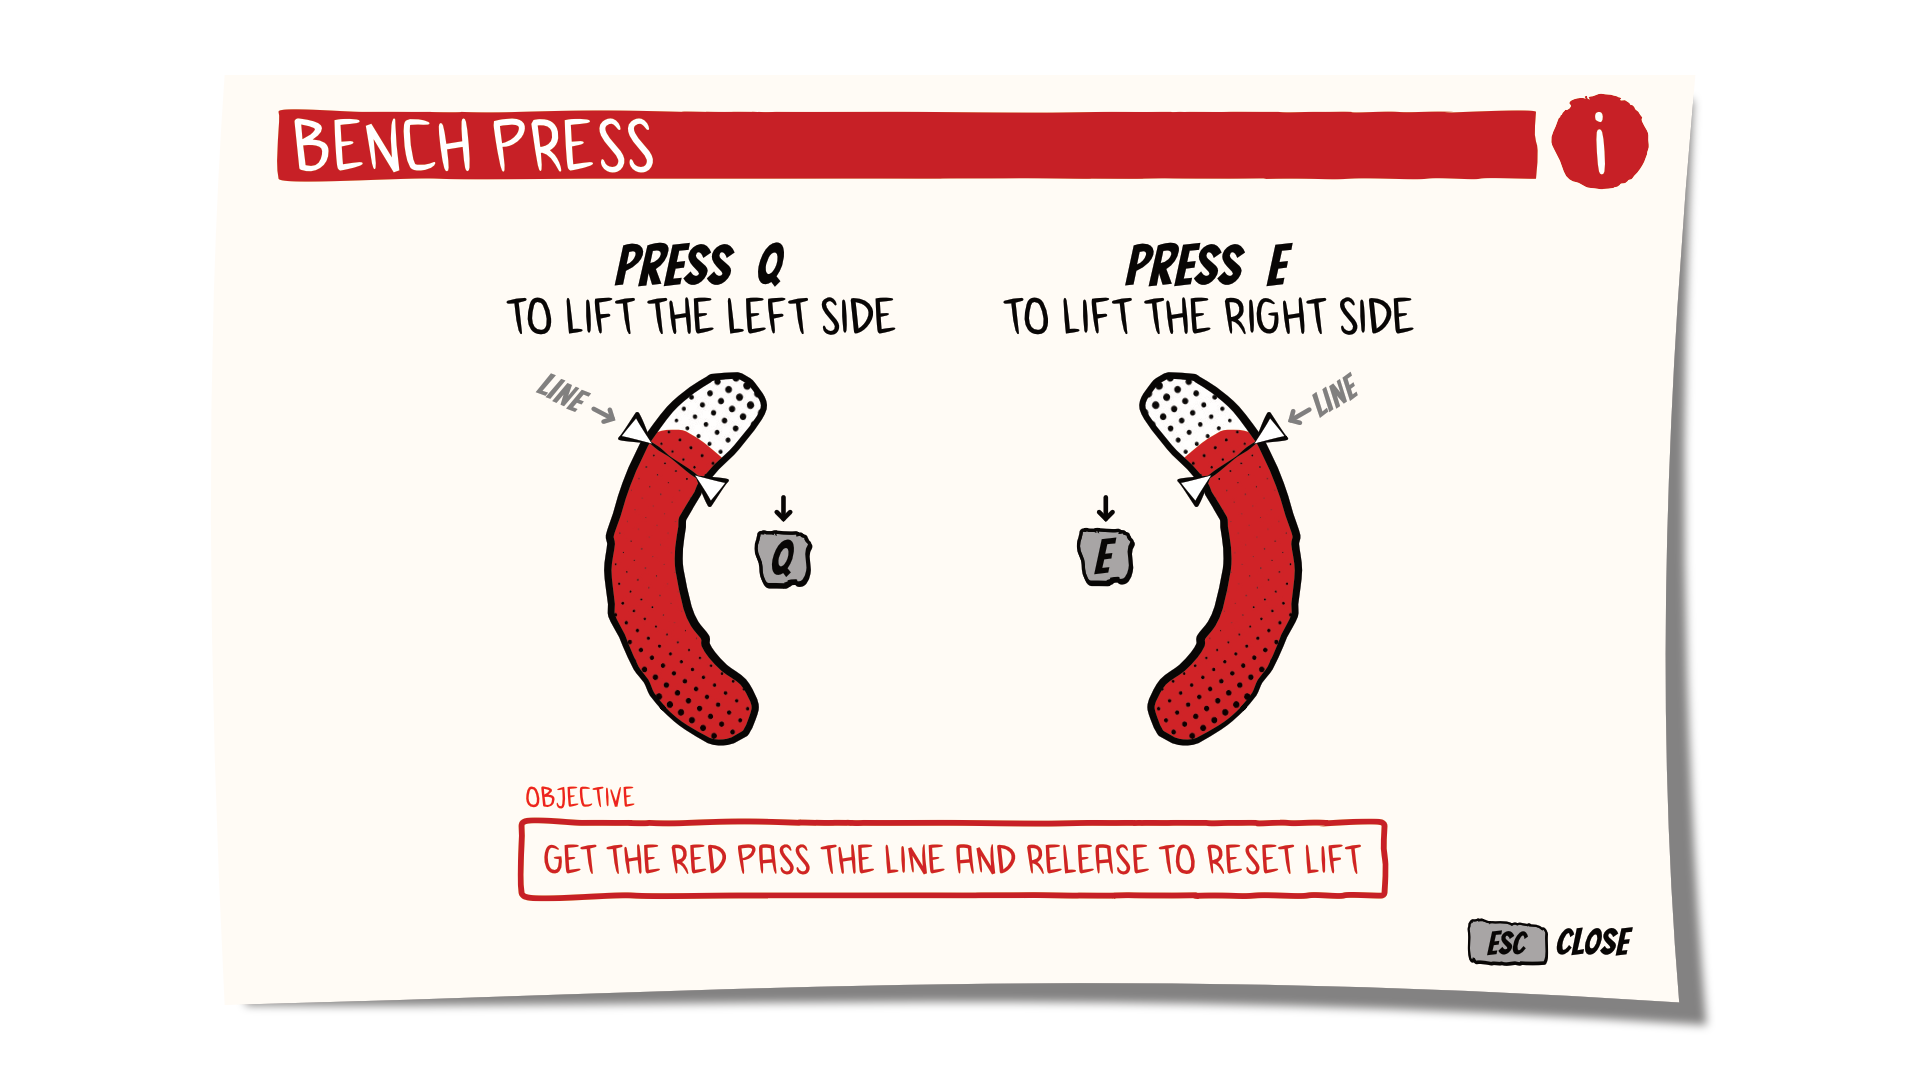 BENCH PRESS
i
PRESS Q
TO LIFT THE LEFT SIDE
PRESS E
TO LIFT THE RIGHT SIDE
LINE
LINE
Q
E
OBJECTIVE
GET THE RED PASS THE LINE AND RELEASE TO RESET LIFT
ESC CLOSE